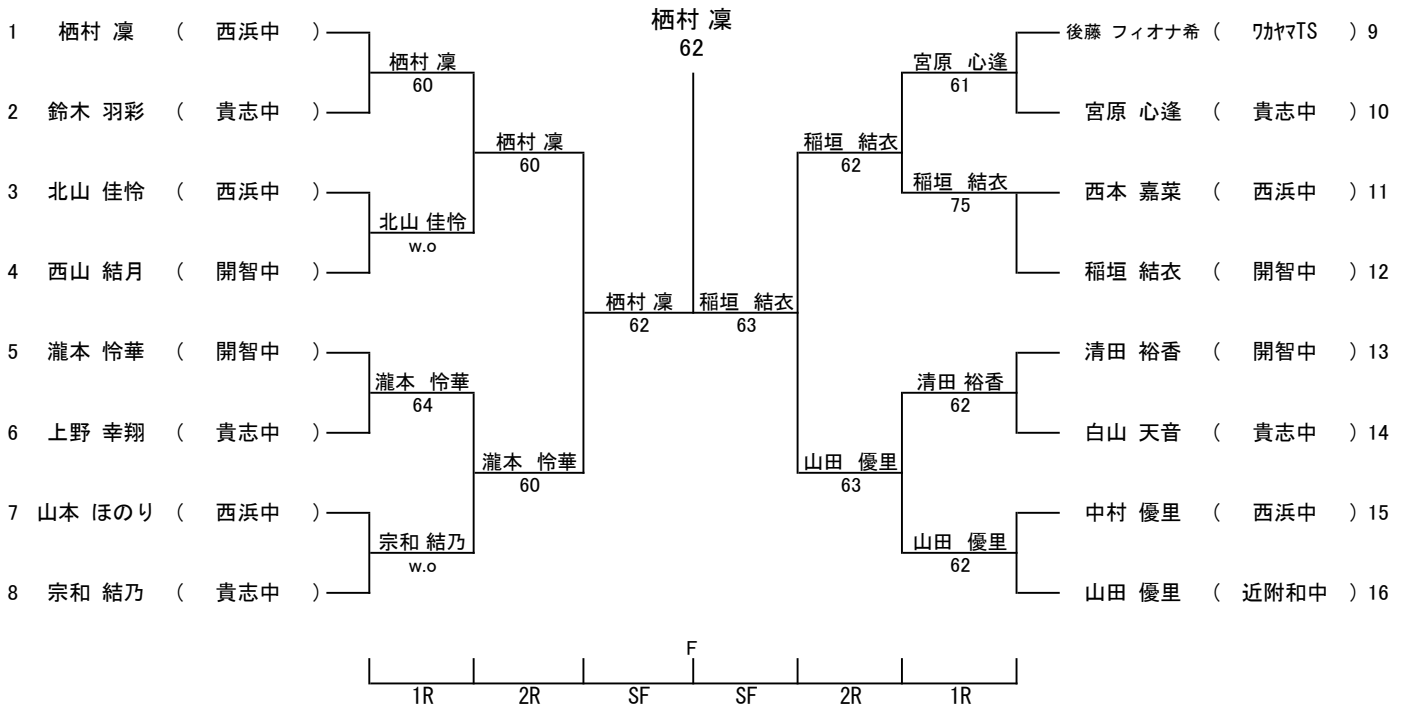 栖村 凜
62
1 栖村 凜 ( 西浜中 )
2 鈴木 羽彩 ( 貴志中 )
3 北山 佳怜 ( 西浜中 )
4 西山 結月 ( 開智中 )
5 瀧本 怜華 ( 開智中 )
6 上野 幸翔 ( 貴志中 )
7 山本 ほのり ( 西浜中 )
8 宗和 結乃 ( 貴志中 )
栖村 凜
60
北山 佳怜
w.o
瀧本 怜華
64
宗和 結乃
w.o
栖村 凜
60
瀧本 怜華
60
栖村 凜
62
稲垣 結衣
63
稲垣 結衣
62
山田 優里
63
宮原 心逢
61
稲垣 結衣
75
清田 裕香
62
山田 優里
62
後藤 フィオナ希 ( ワカヤマTS ) 9
宮原 心逢 ( 貴志中 ) 10
西本 嘉菜 ( 西浜中 ) 11
稲垣 結衣 ( 開智中 ) 12
清田 裕香 ( 開智中 ) 13
白山 天音 ( 貴志中 ) 14
中村 優里 ( 西浜中 ) 15
山田 優里 ( 近附和中 ) 16
F
1R 2R SF SF 2R 1R